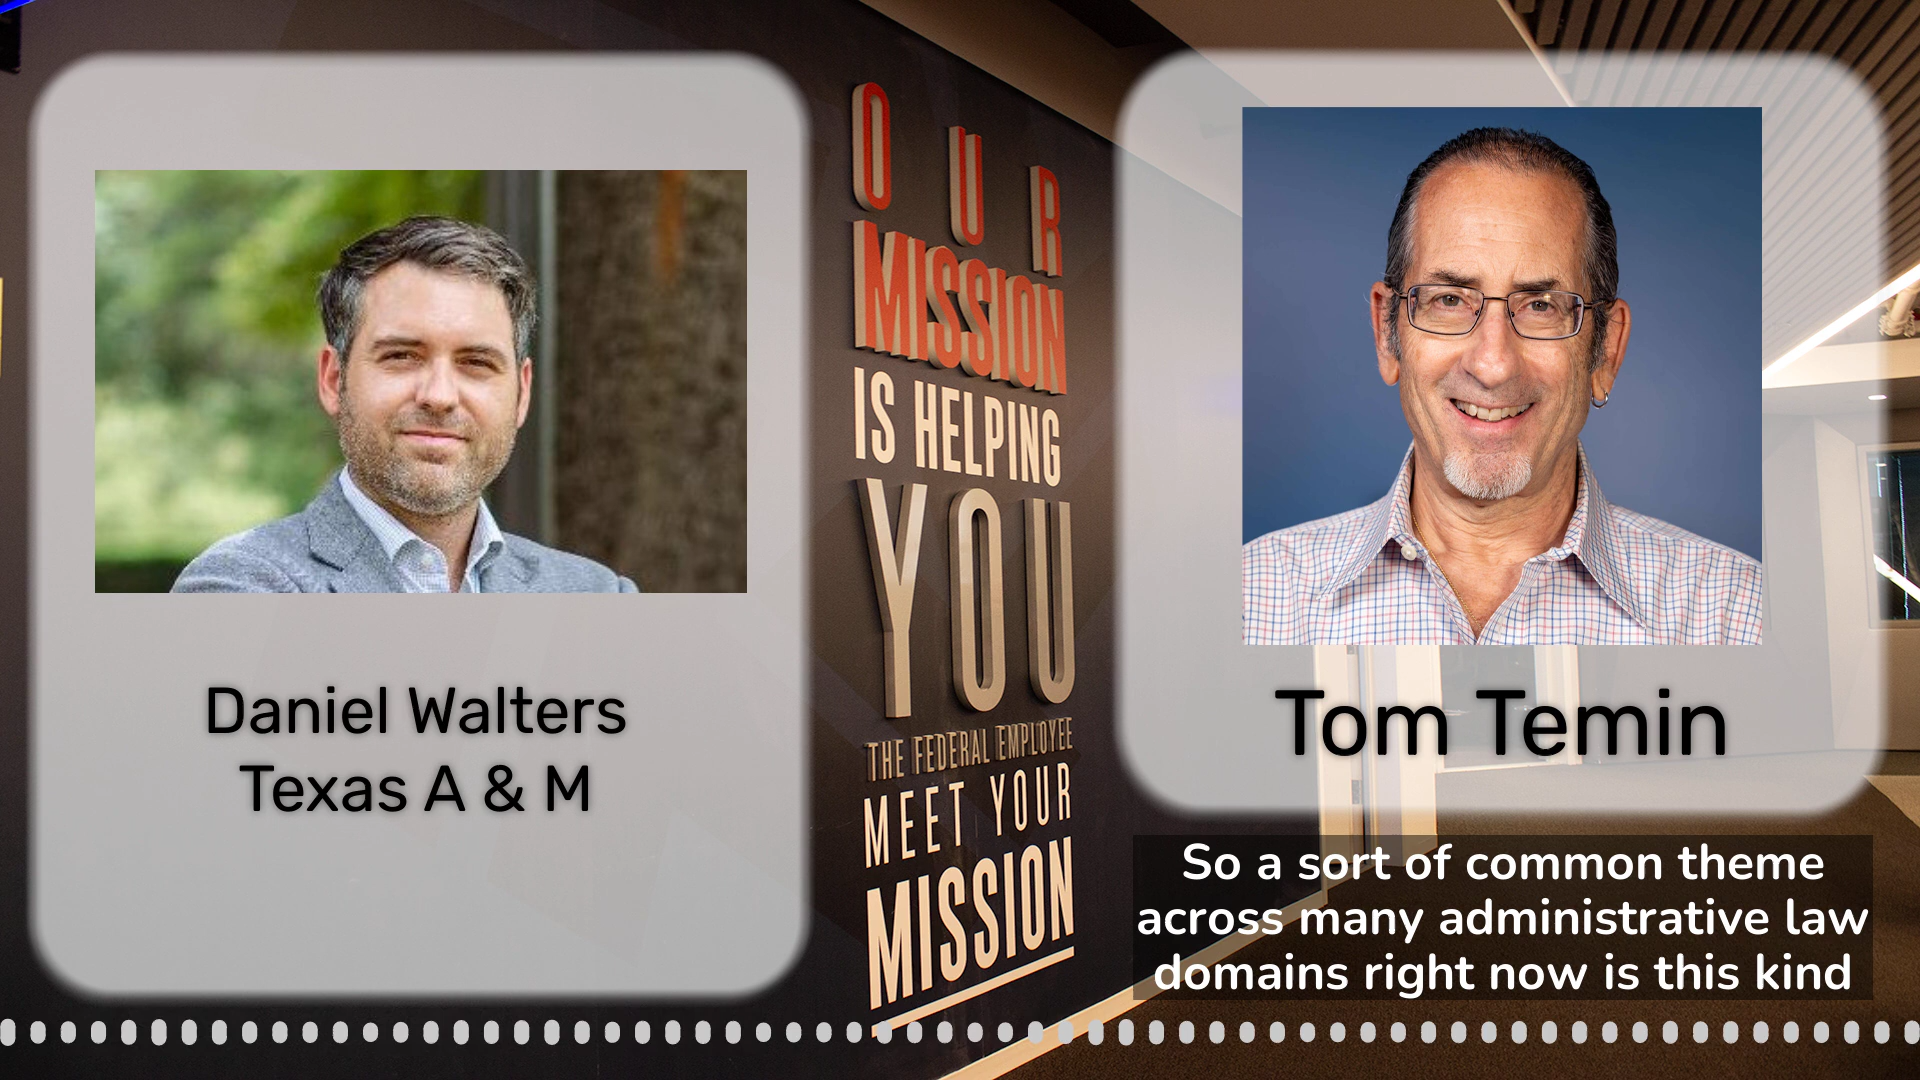 Daniel Walters
Texas A & M
OUR
MISSION
IS HELPING
YOU
THE FEDERAL EMPLOYEE
MEET YOUR
MISSION
Tom Temin
So a sort of common theme
across many administrative law
domains right now is this kind